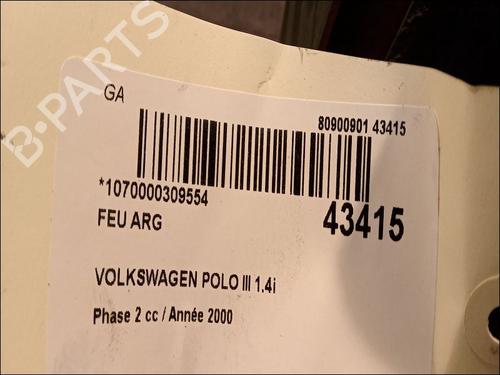 GA
B-PARTS
80900901 43415
*1070000309554
43415
FEU ARG
VOLKSWAGEN POLO III 1.4i
Phase 2 cc / Année 2000